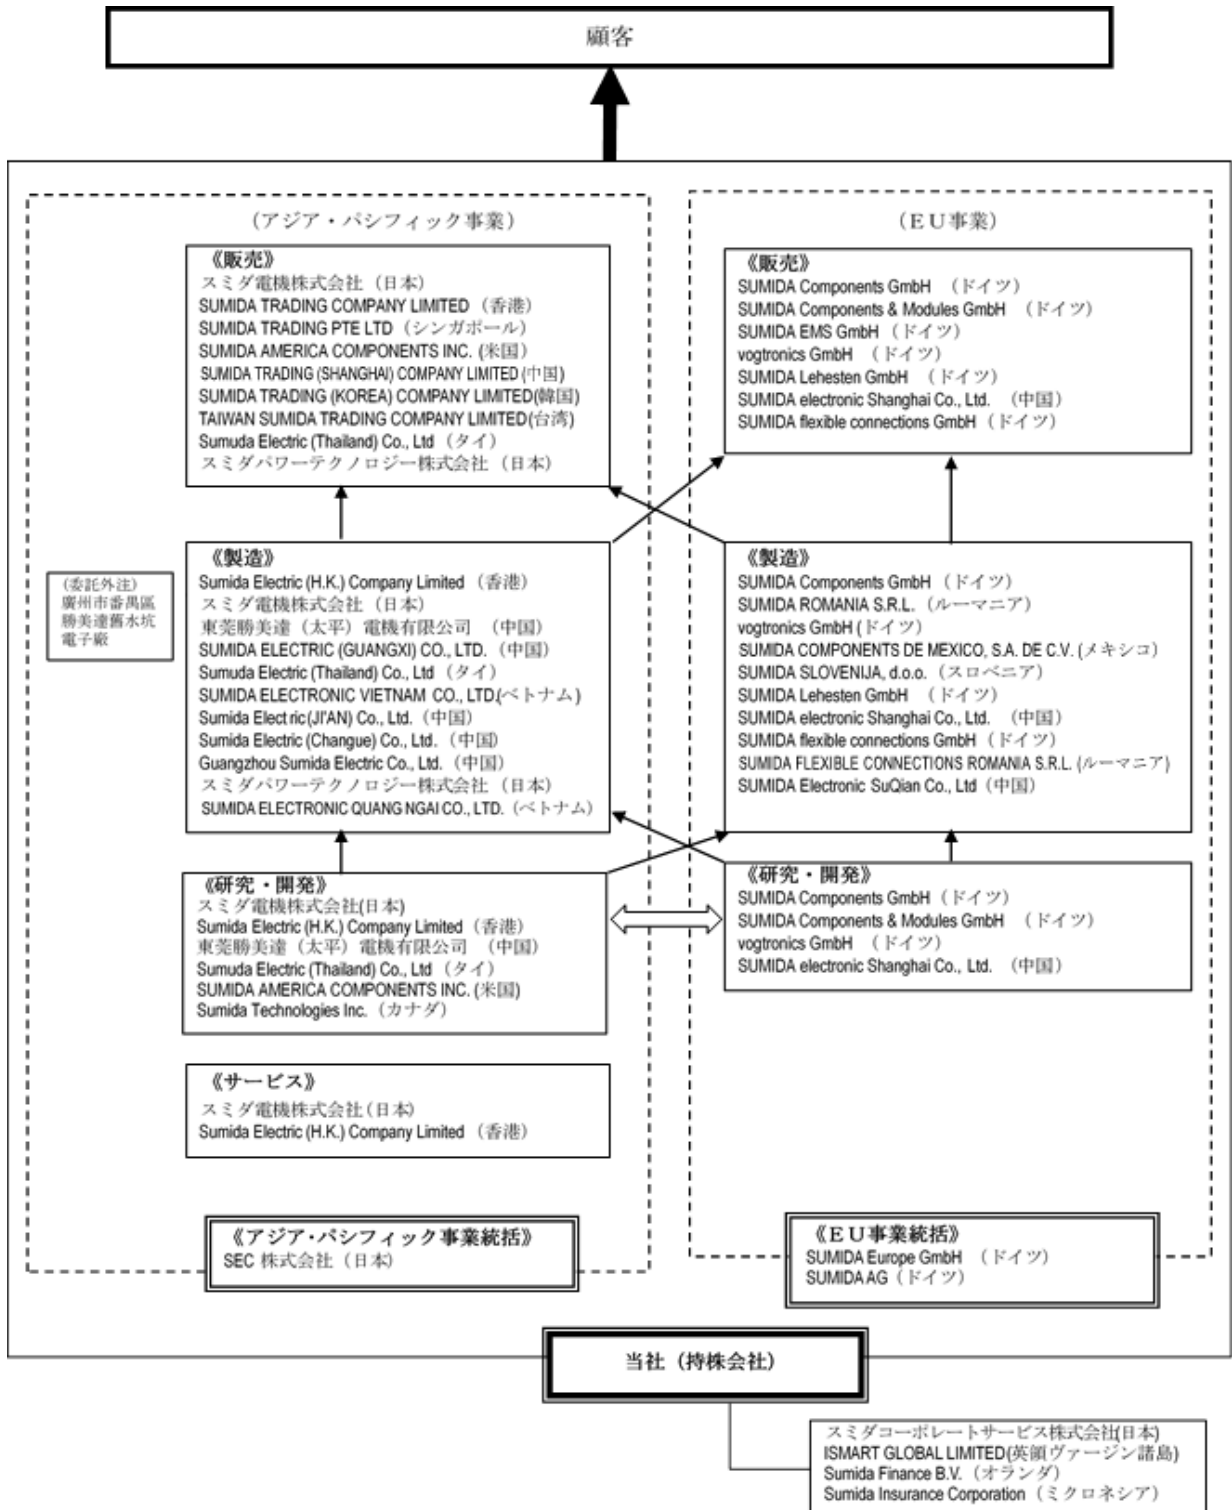 顧客
（アジア・パシフィック事業）
《販売》
スミダ電機株式会社（日本）
SUMIDA TRADING COMPANY LIMITED（香港）
SUMIDA TRADING PTE LTD（シンガポール）
SUMIDA AMERICA COMPONENTS INC.（米国）
SUMIDA TRADING (SHANGHAI) COMPANY LIMITED(中国)
SUMIDA TRADING (KOREA) COMPANY LIMITED(韓国)
TAIWAN SUMIDA TRADING COMPANY LIMITED(台湾)
Sumuda Electric (Thailand) Co., Ltd（タイ）
スミダパワーテクノロジー株式会社（日本）
（委託外注）
廣州市番禺區
勝美達舊水坑
電子廠
《製造》
Sumida Electric (H.K.) Company Limited（香港）
スミダ電機株式会社（日本）
東莞勝美達（太平）電機有限公司（中国）
SUMIDA ELECTRIC (GUANGXI) CO., LTD.（中国）
Sumuda Electric (Thailand) Co., Ltd（タイ）
SUMIDA ELECTRONIC VIETNAM CO., LTD.(ベトナム)
Sumida Electric (JI'AN) Co., Ltd.（中国）
Sumida Electric (Changue) Co., Ltd.（中国）
Guangzhou Sumida Electric Co., Ltd.（中国）
スミダパワーテクノロジー株式会社（日本）
SUMIDA ELECTRONIC QUANG NGAI CO., LTD.（ベトナム）
《研究・開発》
スミダ電機株式会社(日本)
Sumida Electric (H.K.) Company Limited（香港）
東莞勝美達（太平）電機有限公司（中国）
Sumuda Electric (Thailand) Co., Ltd（タイ）
SUMIDA AMERICA COMPONENTS INC. (米国)
Sumida Technologies Inc.（カナダ）
《サービス》
スミダ電機株式会社(日本)
Sumida Electric (H.K.) Company Limited（香港）
《アジア・パシフィック事業統括》
SEC 株式会社（日本）
（ＥＵ事業）
《販売》
SUMIDA Components GmbH（ドイツ）
SUMIDA Components & Modules GmbH（ドイツ）
SUMIDA EMS GmbH（ドイツ）
vogtronics GmbH（ドイツ）
SUMIDA Lehesten GmbH（ドイツ）
SUMIDA electronic Shanghai Co., Ltd.（中国）
SUMIDA flexible connections GmbH（ドイツ）
《製造》
SUMIDA Components GmbH（ドイツ）
SUMIDA ROMANIA S.R.L.（ルーマニア）
vogtronics GmbH (ドイツ）
SUMIDA COMPONENTS DE MEXICO, S.A. DE C.V. (メキシコ）
SUMIDA SLOVENIJA, d.o.o.（スロベニア）
SUMIDA Lehesten GmbH（ドイツ）
SUMIDA electronic Shanghai Co., Ltd.（中国）
SUMIDA flexible connections GmbH（ドイツ）
SUMIDA FLEXIBLE CONNECTIONS ROMANIA S.R.L. (ルーマニア)
SUMIDA Electronic SuQian Co., Ltd（中国）
《研究・開発》
SUMIDA Components GmbH（ドイツ）
SUMIDA Components & Modules GmbH（ドイツ）
vogtronics GmbH（ドイツ）
SUMIDA electronic Shanghai Co., Ltd.（中国）
《ＥＵ事業統括》
SUMIDA Europe GmbH（ドイツ）
SUMIDA AG（ドイツ）
当社（持株会社）
スミダコーポレートサービス株式会社(日本)
ISMART GLOBAL LIMITED(英領ヴァージン諸島)
Sumida Finance B.V.（オランダ）
Sumida Insurance Corporation（ミクロネシア）